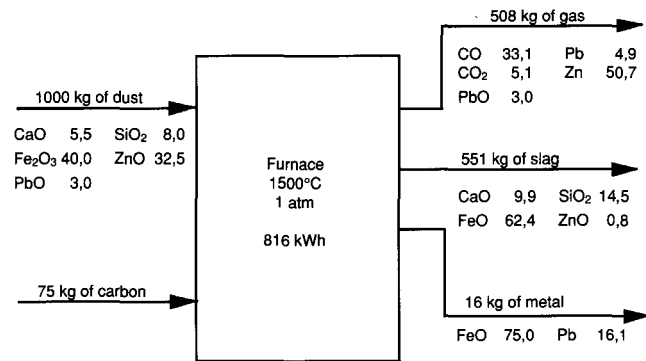 508 kg of gas
CO 33,1 Pb 4,9
CO₂ 5,1 Zn 50,7
PbO 3,0
1000 kg of dust
CaO 5,5 SiO₂ 8,0
Fe₂O₃ 40,0 ZnO 32,5
PbO 3,0
Furnace
1500°C
1 atm
816 kWh
551 kg of slag
CaO 9,9 SiO₂ 14,5
FeO 62,4 ZnO 0,8
75 kg of carbon
16 kg of metal
FeO 75,0 Pb 16,1